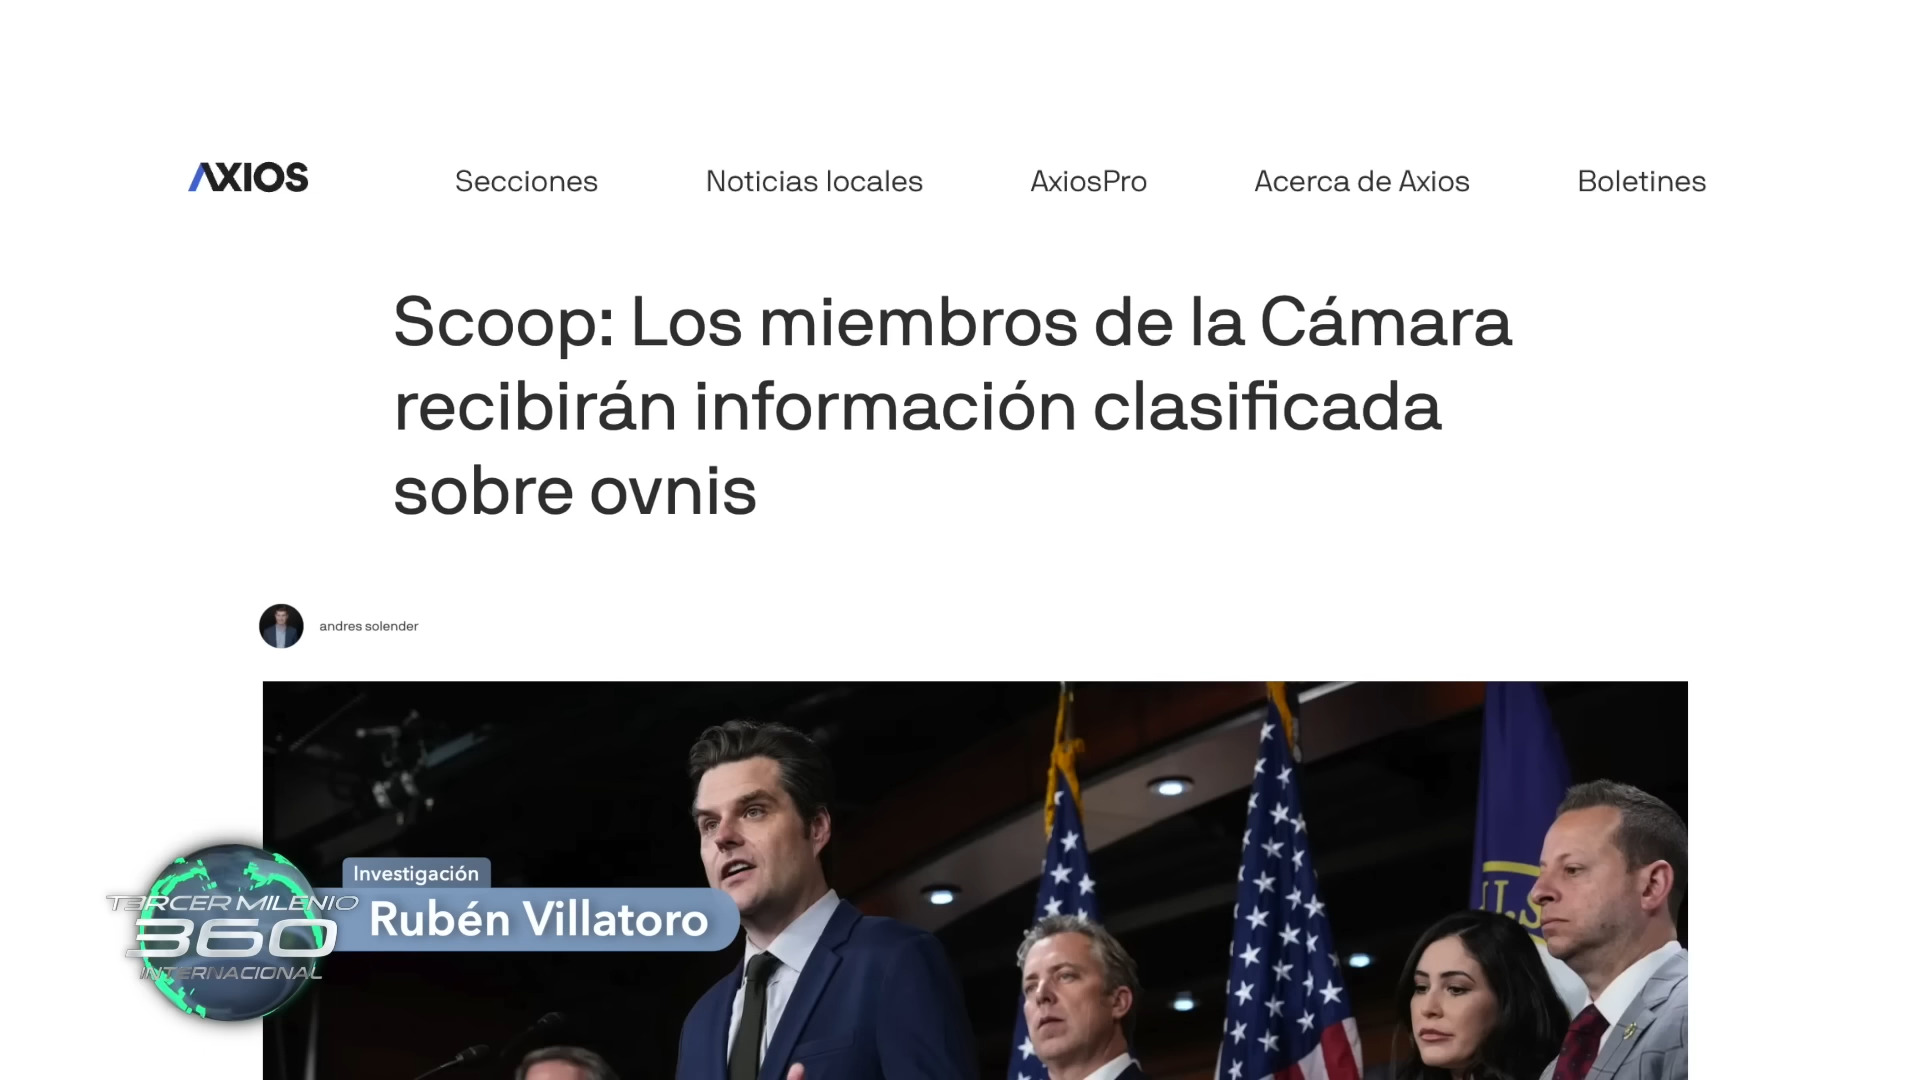 AXIOS
Secciones
Noticias locales
AxiosPro
Acerca de Axios
Boletines
Scoop: Los miembros de la Cámara
recibirán información clasificada
sobre ovnis
andres solender
Investigación
Rubén Villatoro
T3RCER MILENIO
360
INTERNACIONAL
U.S